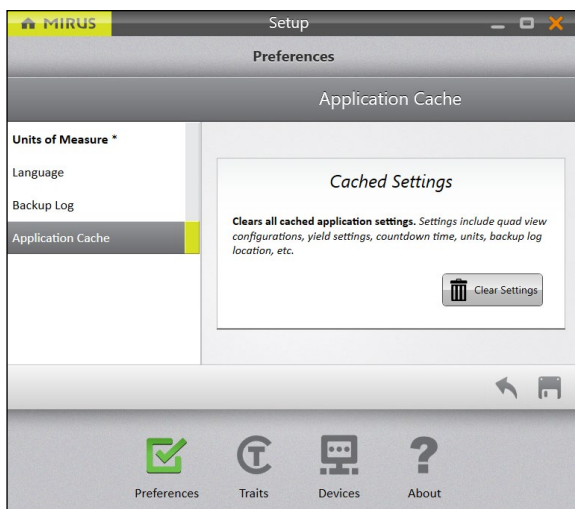 MIRUS
Setup
Preferences
Application Cache
Units of Measure *
Language
Backup Log
Application Cache
Cached Settings
Clears all cached application settings. Settings include quad view
configurations, yield settings, countdown time, units, backup log
location, etc.
Clear Settings
Preferences
Traits
Devices
About